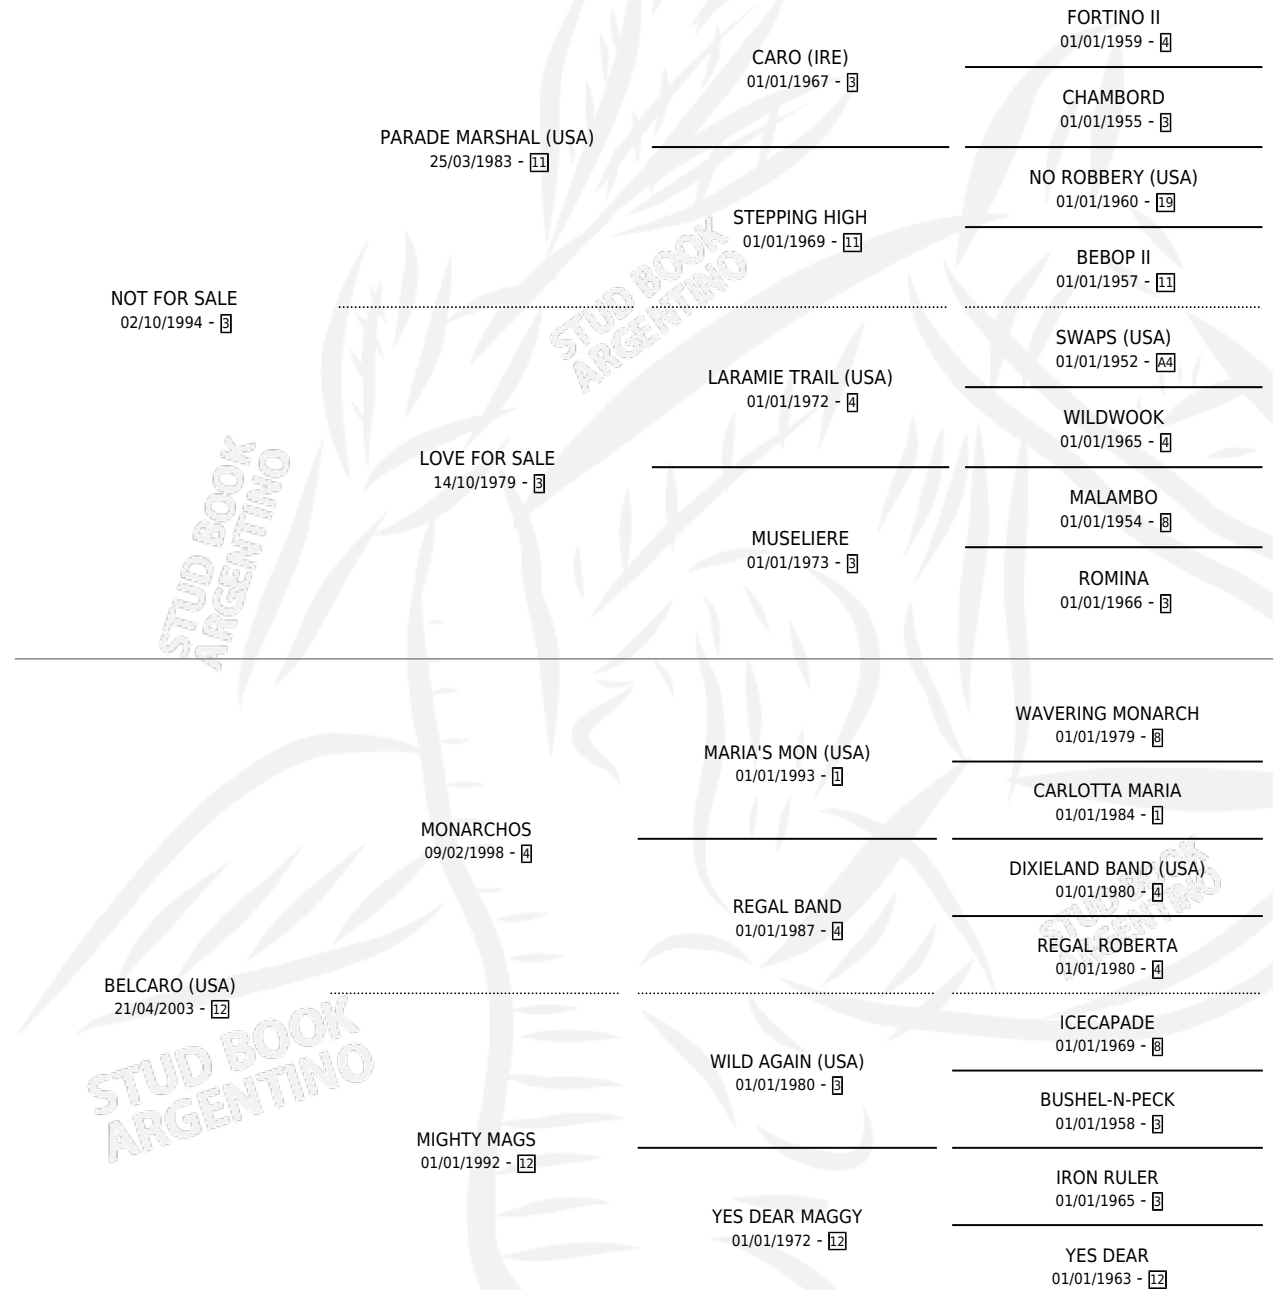 FORTINO II
01/01/1959 - 4
CARO (IRE)
01/01/1967 - 3
CHAMBORD
01/01/1955 - 3
PARADE MARSHAL (USA)
25/03/1983 - 11
NO ROBBERY (USA)
01/01/1960 - 19
STEPPING HIGH
01/01/1969 - 11
BEBOP II
01/01/1957 - 11
NOT FOR SALE
02/10/1994 - 3
SWAPS (USA)
01/01/1952 - A4
LARAMIE TRAIL (USA)
01/01/1972 - 4
WILDWOOK
01/01/1965 - 4
LOVE FOR SALE
14/10/1979 - 3
MALAMBO
01/01/1954 - 8
MUSELIERE
01/01/1973 - 3
ROMINA
01/01/1966 - 3
STUD BOOK
ARGENTINO
STUD BOOK
ARGENTINO
WAVERING MONARCH
01/01/1979 - 8
MARIA'S MON (USA)
01/01/1993 - 1
CARLOTTA MARIA
01/01/1984 - 1
MONARCHOS
09/02/1998 - 4
DIXIELAND BAND (USA)
01/01/1980 - 4
REGAL BAND
01/01/1987 - 4
REGAL ROBERTA
01/01/1980 - 4
BELCARO (USA)
21/04/2003 - 12
ICECAPADE
01/01/1969 - 8
WILD AGAIN (USA)
01/01/1980 - 3
BUSHEL-N-PECK
01/01/1958 - 3
MIGHTY MAGS
01/01/1992 - 12
IRON RULER
01/01/1965 - 3
YES DEAR MAGGY
01/01/1972 - 12
YES DEAR
01/01/1963 - 12
STUD BOOK
ARGENTINO
STUD BOOK
ARGENTINO